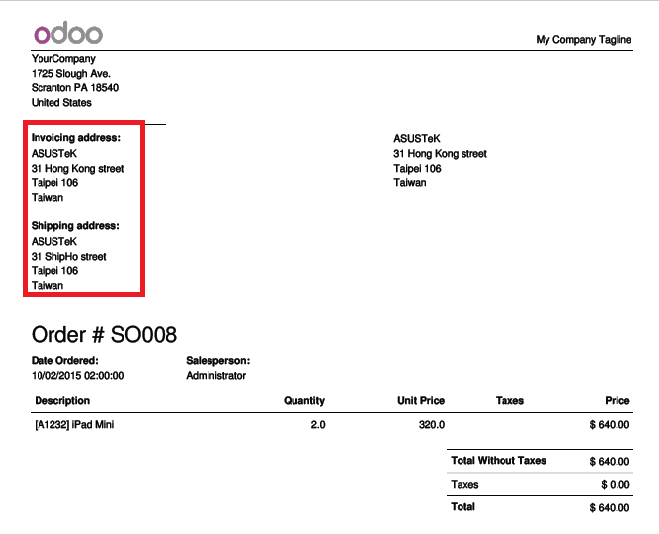 odoo
My Company Tagline
YourCompany
1725 Slough Ave.
Scranton PA 18540
United States
Invoicing address:
ASUSTeK
31 Hong Kong street
Taipei 106
Taiwan
Shipping address:
ASUSTeK
31 ShipHo street
Taipei 106
Taiwan
ASUSTeK
31 Hong Kong street
Taipei 106
Taiwan
Order # SO008
Date Ordered: Salesperson:
10/02/2015 02:00:00 Administrator
Description Quantity Unit Price Taxes Price
[A1232] iPad Mini 2.0 320.0 $ 640.00
Total Without Taxes $ 640.00
Taxes $ 0.00
Total $ 640.00